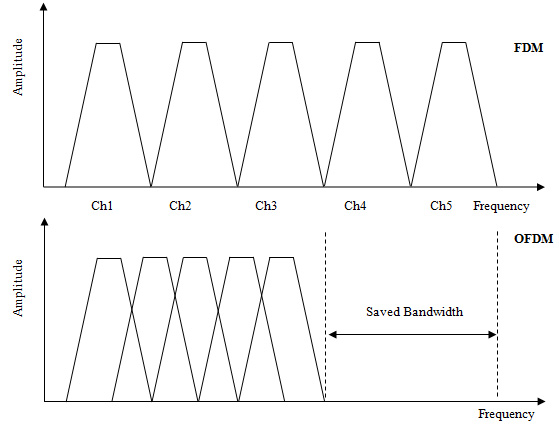 FDM
Amplitude
Ch1 Ch2 Ch3 Ch4 Ch5 Frequency
OFDM
Amplitude
Saved Bandwidth
Frequency